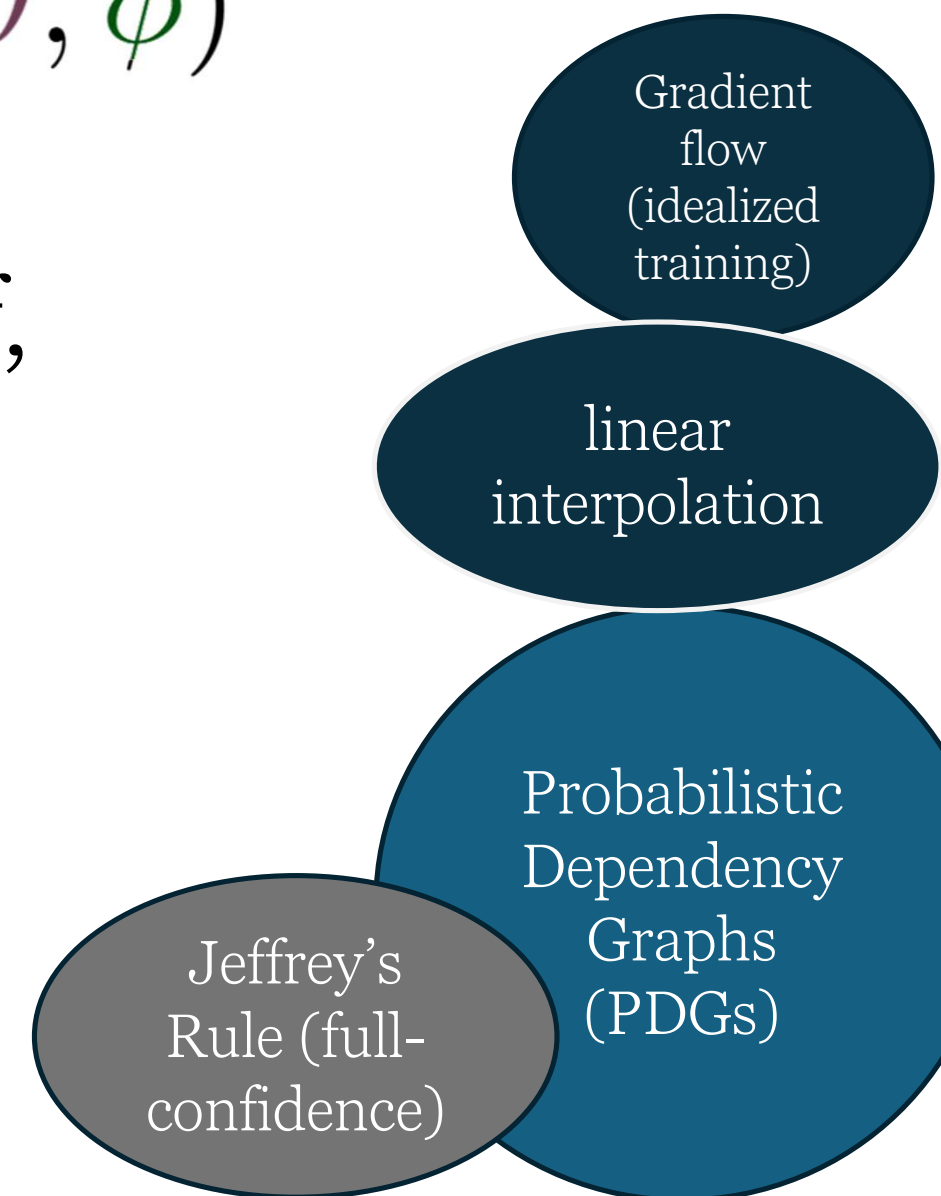 , ϕ)
Gradient
flow
(idealized
training)
,
linear
interpolation
Probabilistic
Dependency
Graphs
(PDGs)
Jeffrey’s
Rule (full-
confidence)